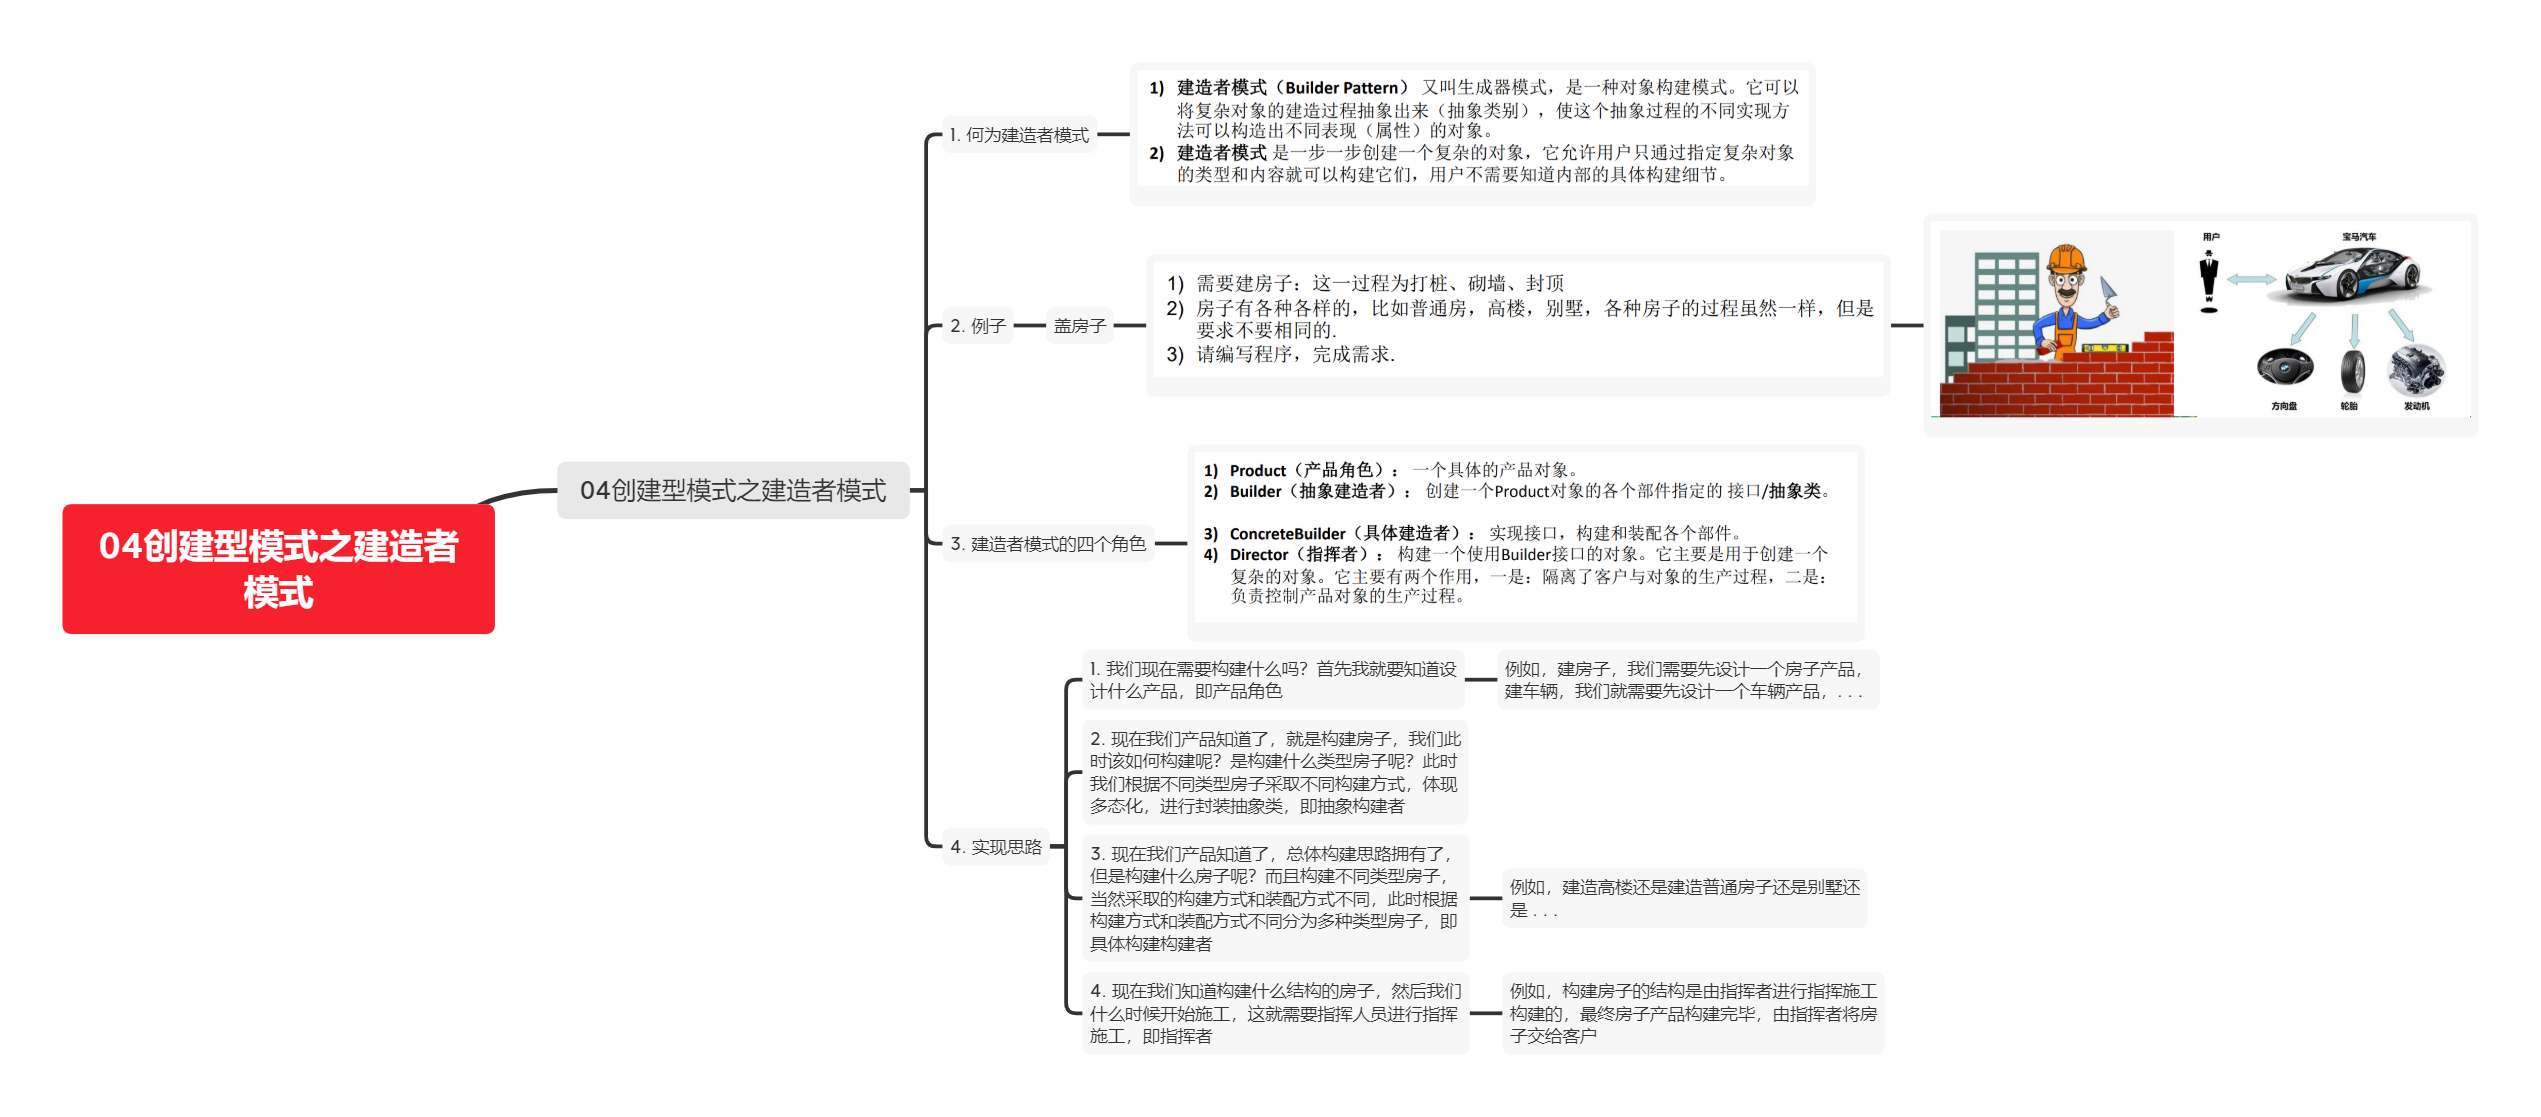 04创建型模式之建造者
模式
04创建型模式之建造者模式
1. 何为建造者模式
1) 建造者模式（Builder Pattern） 又叫生成器模式，是一种对象构建模式。它可以
将复杂对象的建造过程抽象出来（抽象类别），使这个抽象过程的不同实现方
法可以构造出不同表现（属性）的对象。
2) 建造者模式 是一步一步创建一个复杂的对象，它允许用户只通过指定复杂对象
的类型和内容就可以构建它们，用户不需要知道内部的具体构建细节。
2. 例子
盖房子
1) 需要建房子：这一过程为打桩、砌墙、封顶
2) 房子有各种各样的，比如普通房，高楼，别墅，各种房子的过程虽然一样，但是
要求不要相同的.
3) 请编写程序，完成需求.
用户
宝马汽车
方向盘
轮胎
发动机
3. 建造者模式的四个角色
1) Product（产品角色）： 一个具体的产品对象。
2) Builder（抽象建造者）： 创建一个Product对象的各个部件指定的 接口/抽象类。
3) ConcreteBuilder（具体建造者）： 实现接口，构建和装配各个部件。
4) Director（指挥者）： 构建一个使用Builder接口的对象。它主要是用于创建一个
复杂的对象。它主要有两个作用，一是：隔离了客户与对象的生产过程，二是：
负责控制产品对象的生产过程。
4. 实现思路
1. 我们现在需要构建什么吗？首先我就要知道设
计什么产品，即产品角色
例如，建房子，我们需要先设计一个房子产品，
建车辆，我们就需要先设计一个车辆产品，. . .
2. 现在我们产品知道了，就是构建房子，我们此
时该如何构建呢？是构建什么类型房子呢？此时
我们根据不同类型房子采取不同构建方式，体现
多态化，进行封装抽象类，即抽象构建者
3. 现在我们产品知道了，总体构建思路拥有了，
但是构建什么房子呢？而且构建不同类型房子，
当然采取的构建方式和装配方式不同，此时根据
构建方式和装配方式不同分为多种类型房子，即
具体构建构建者
例如，建造高楼还是建造普通房子还是别墅还
是 . . .
4. 现在我们知道构建什么结构的房子，然后我们
什么时候开始施工，这就需要指挥人员进行指挥
施工，即指挥者
例如，构建房子的结构是由指挥者进行指挥施工
构建的，最终房子产品构建完毕，由指挥者将房
子交给客户